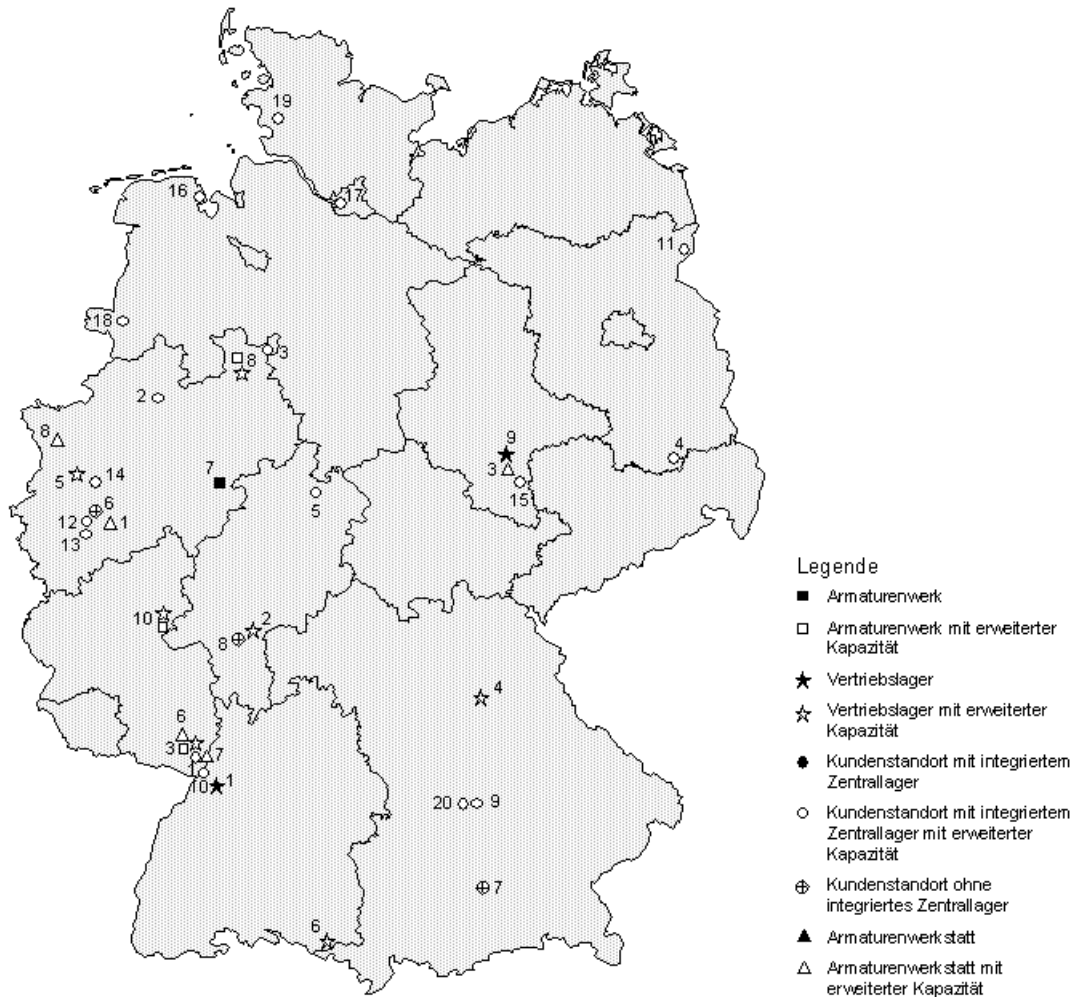 19
16
17
11
18
8
3
2
8
9
4
3
7
14
5
15
5
6
12
1
13
10
2
8
4
6
3
7
10
1
20
9
7
6
Legende
Armaturenwerk
Armaturenwerk mit erweiterter
Kapazität
Vertriebslager
Vertriebslager mit erweiterter
Kapazität
Kundenstandort mit integriertem
Zentrallager
Kundenstandort mit integriertem
Zentrallager mit erweiterter
Kapazität
Kundenstandort ohne
integriertes Zentrallager
Armaturenwerkstatt
Armaturenwerkstatt mit
erweiterter Kapazität